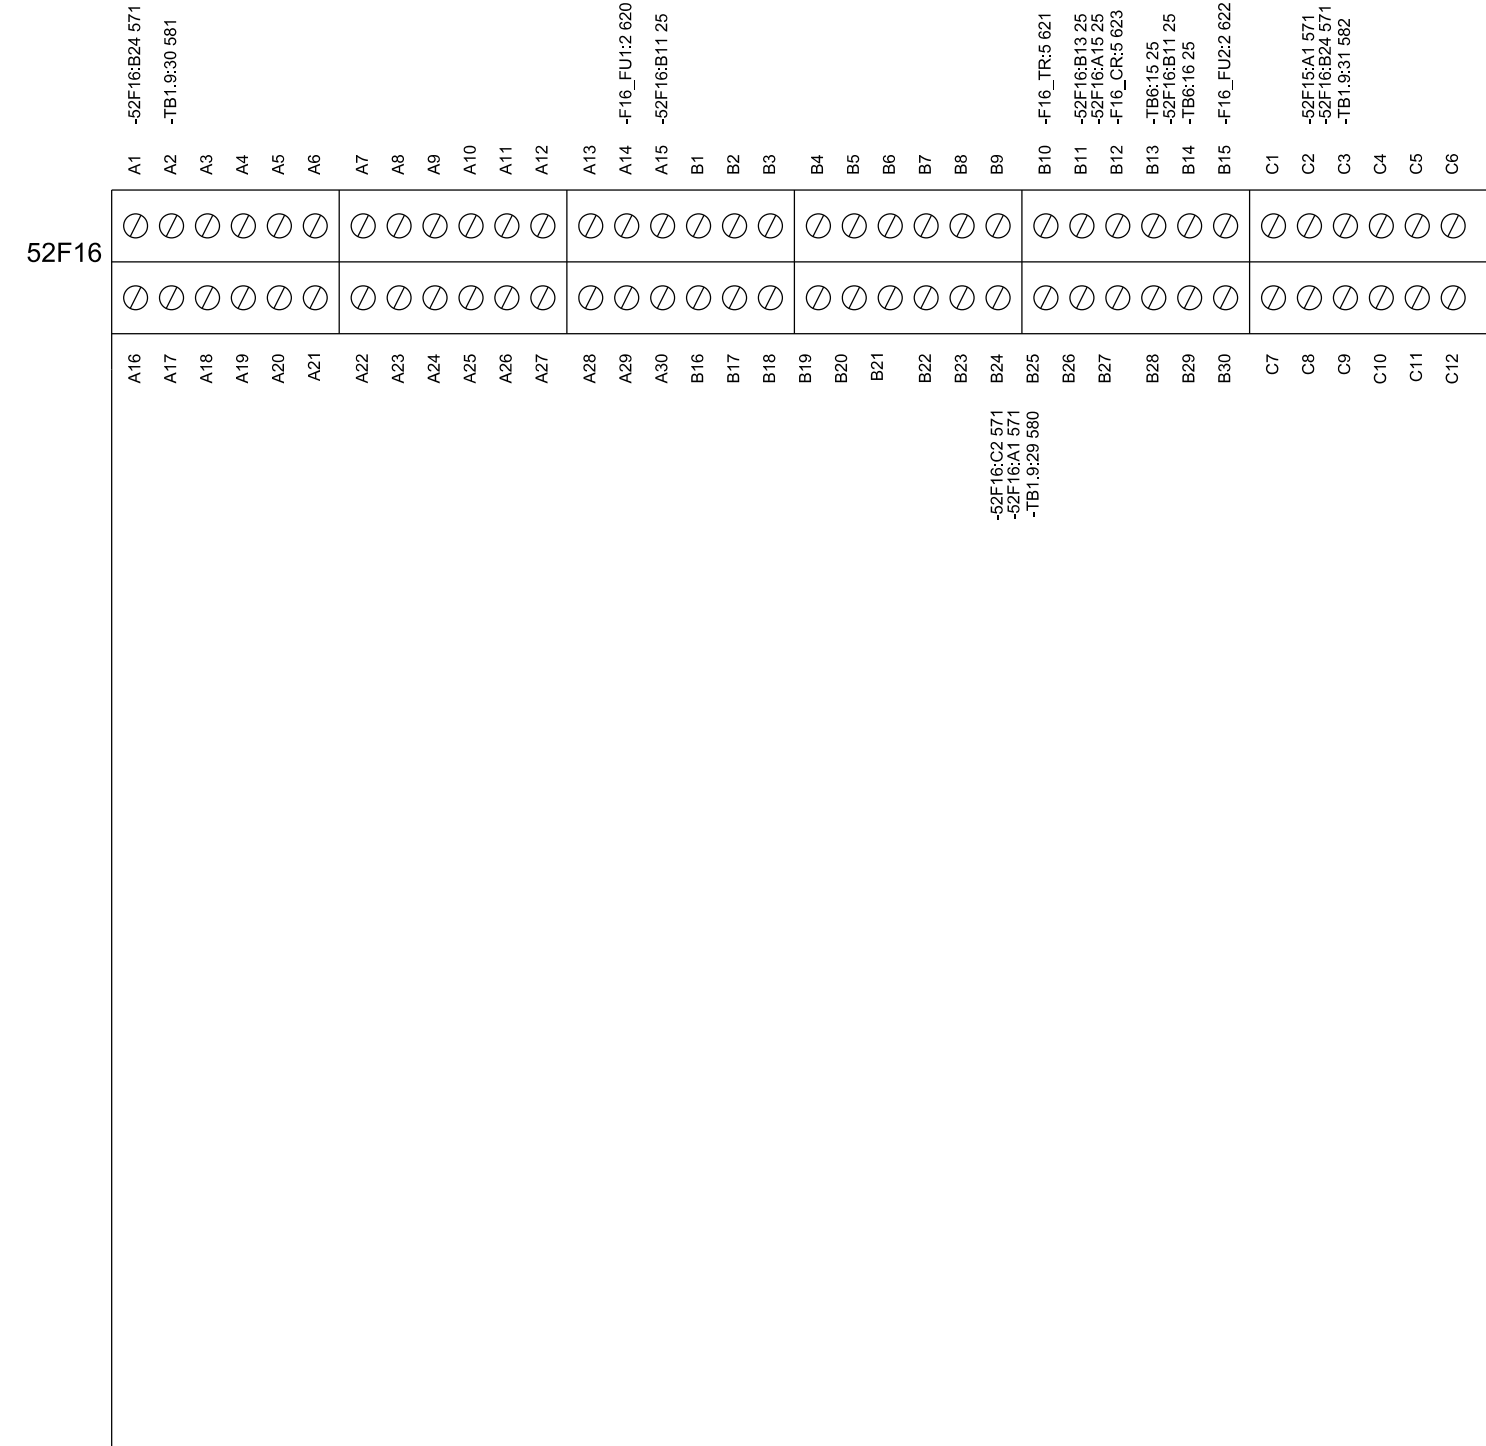 -52F16:B24 571
-TB1.9:30 581
-F16_FU1:2 620
-52F16:B11 25
-F16_TR:5 621
-52F16:B13 25
-52F16:A15 25
-F16_CR:5 623
-TB6:15 25
-52F16:B11 25
-TB6:16 25
-F16_FU2:2 622
-52F15:A1 571
-52F16:B24 571
-TB1.9:31 582
A1 A2 A3 A4 A5 A6 A7 A8 A9 A10 A11 A12 A13 A14 A15 B1 B2 B3 B4 B5 B6 B7 B8 B9 B10 B11 B12 B13 B14 B15 C1 C2 C3 C4 C5 C6
52F16
A16 A17 A18 A19 A20 A21 A22 A23 A24 A25 A26 A27 A28 A29 A30 B16 B17 B18 B19 B20 B21 B22 B23 B24 B25 B26 B27 B28 B29 B30 C7 C8 C9 C10 C11 C12
-52F16:C2 571
-52F16:A1 571
-TB1.9:29 580